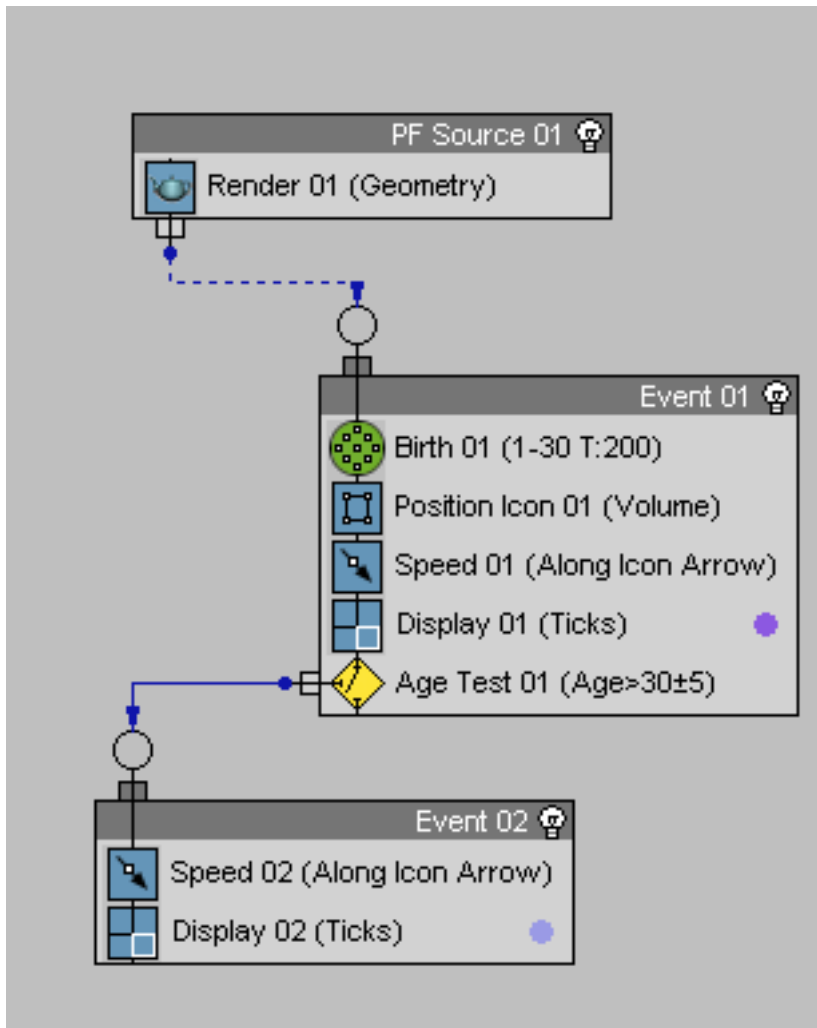 PF Source 01
Render 01 (Geometry)
Event 01
Birth 01 (1-30 T:200)
Position Icon 01 (Volume)
Speed 01 (Along Icon Arrow)
Display 01 (Ticks)
Age Test 01 (Age>30±5)
Event 02
Speed 02 (Along Icon Arrow)
Display 02 (Ticks)